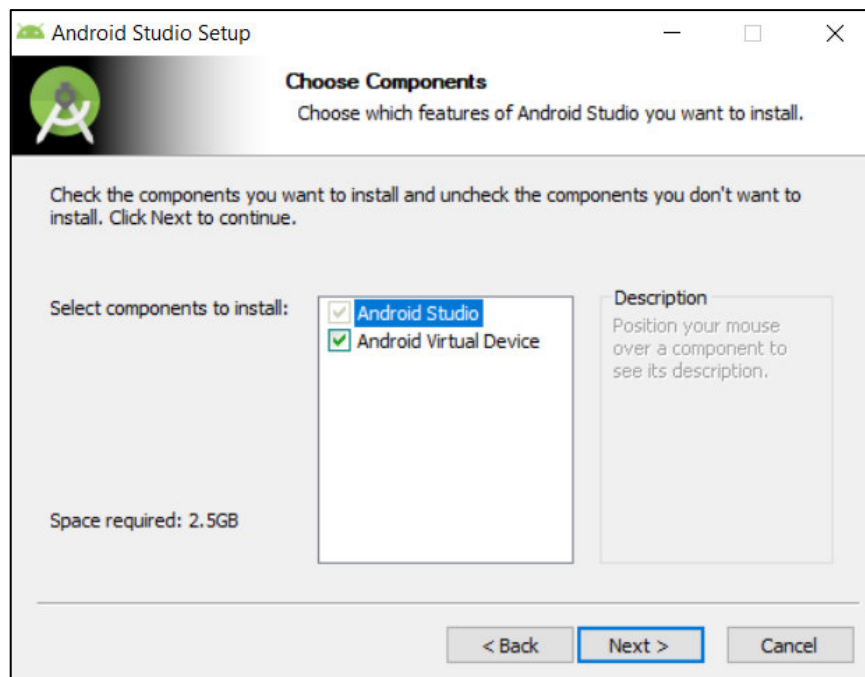 Android Studio Setup
Choose Components
Choose which features of Android Studio you want to install.
Check the components you want to install and uncheck the components you don't want to
install. Click Next to continue.
Select components to install:
Android Studio
Android Virtual Device
Description
Position your mouse
over a component to
see its description.
Space required: 2.5GB
< Back
Next >
Cancel